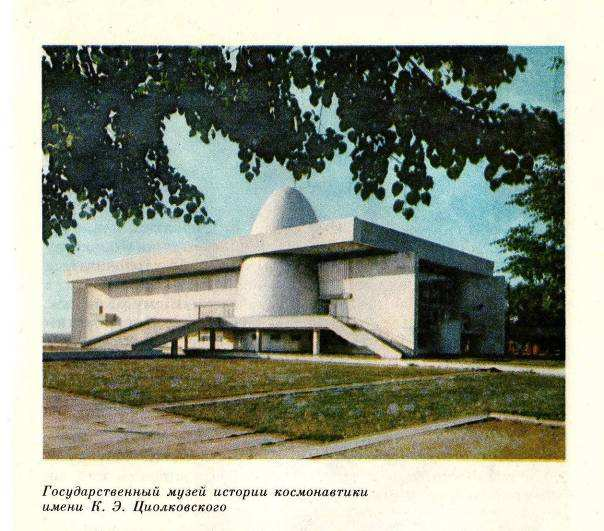 Государственный музей истории космонавтики
имени К. Э. Циолковского